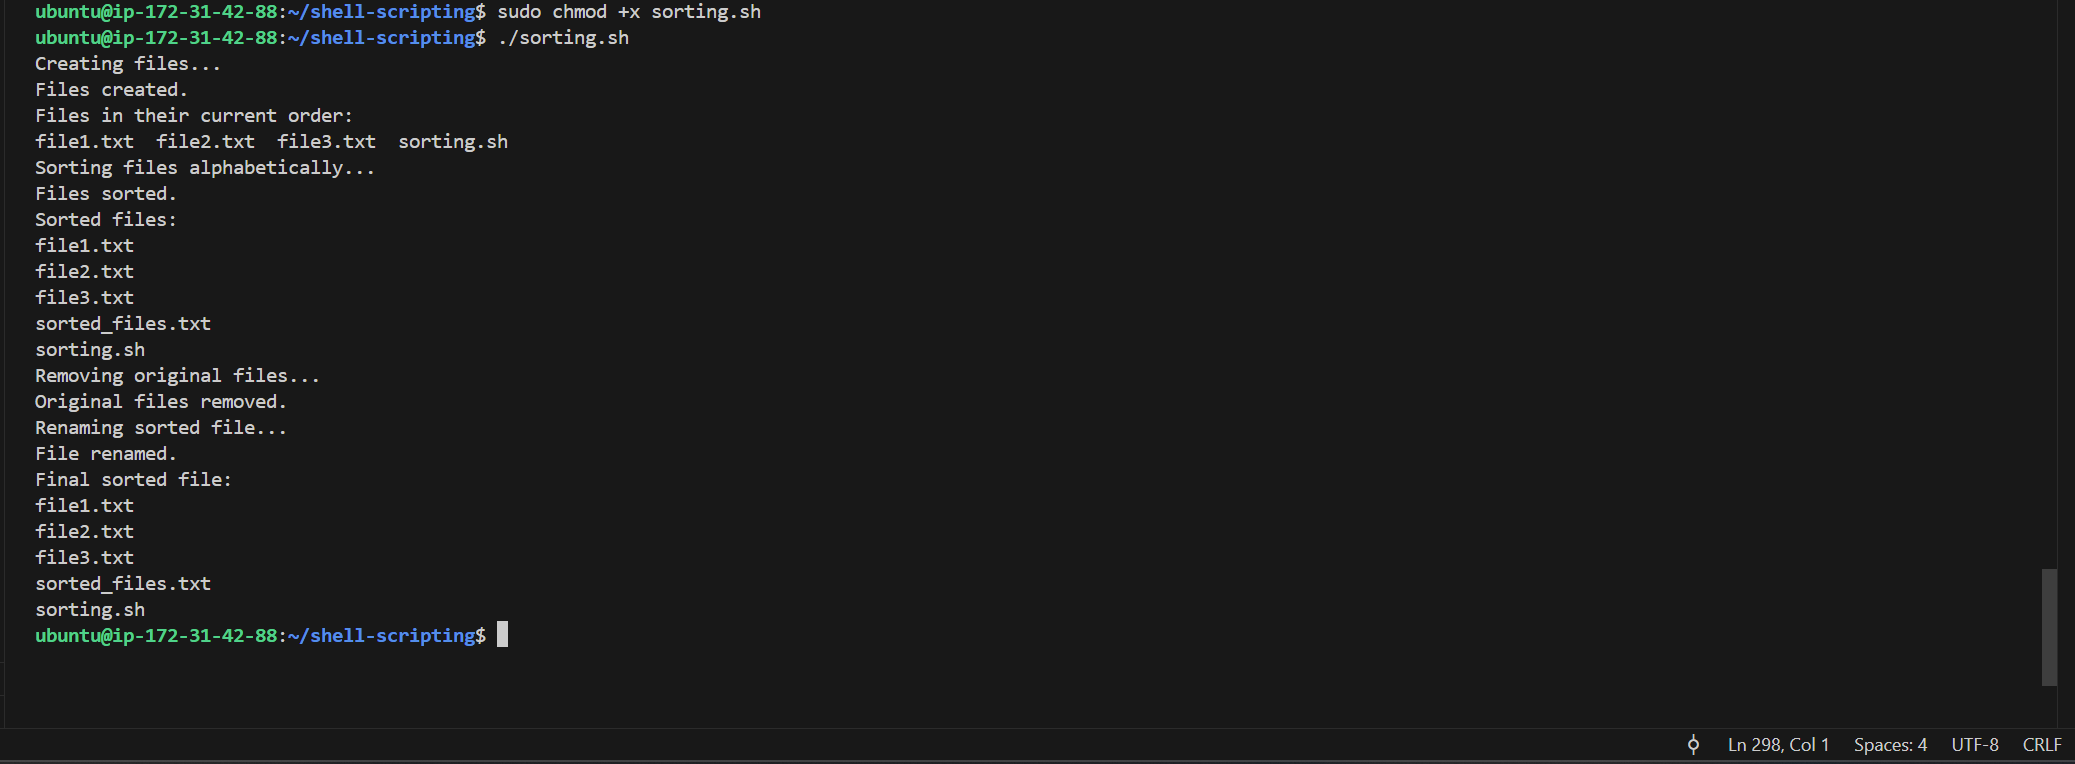 ubuntu@ip-172-31-42-88:~/shell-scripting$ sudo chmod +x sorting.sh
ubuntu@ip-172-31-42-88:~/shell-scripting$ ./sorting.sh
Creating files...
Files created.
Files in their current order:
file1.txt  file2.txt  file3.txt  sorting.sh
Sorting files alphabetically...
Files sorted.
Sorted files:
file1.txt
file2.txt
file3.txt
sorted_files.txt
sorting.sh
Removing original files...
Original files removed.
Renaming sorted file...
File renamed.
Final sorted file:
file1.txt
file2.txt
file3.txt
sorted_files.txt
sorting.sh
ubuntu@ip-172-31-42-88:~/shell-scripting$
Ln 298, Col 1 Spaces: 4 UTF-8 CRLF